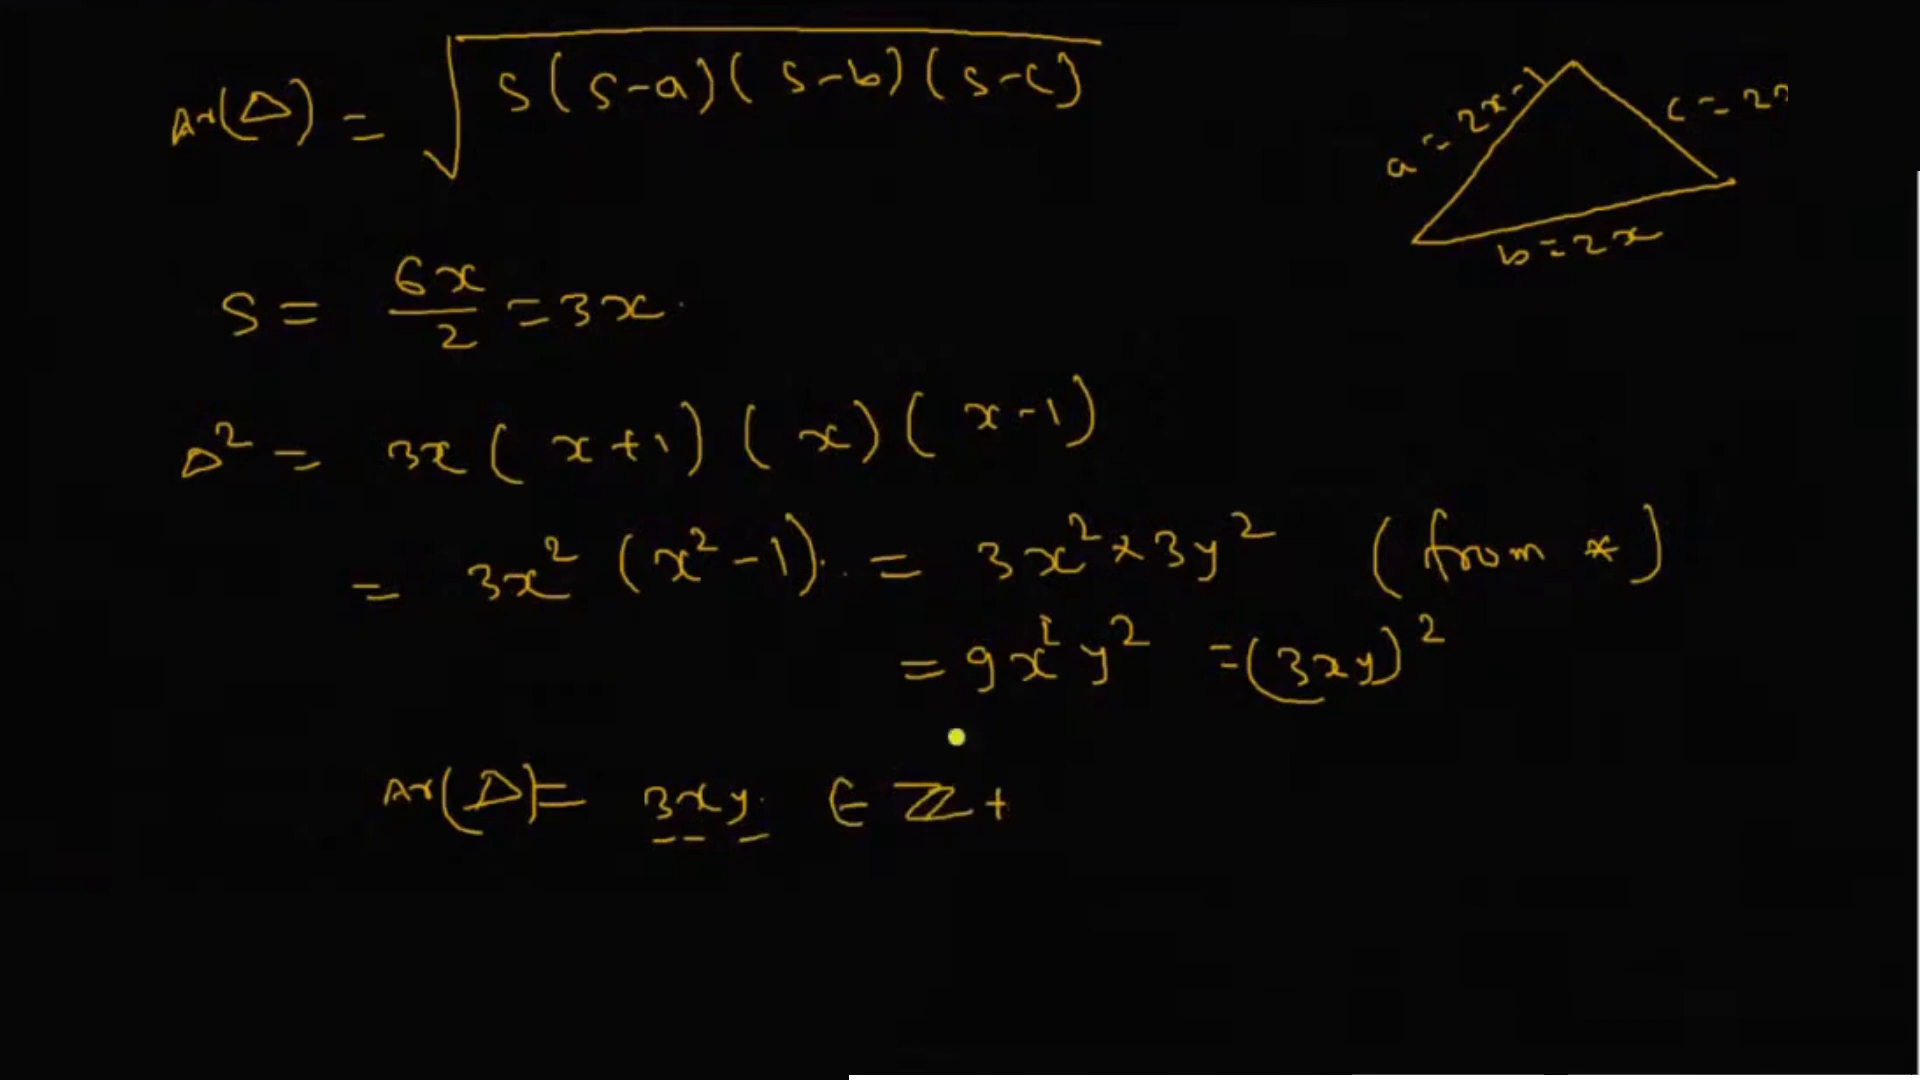 Ar(Δ) = √s(s-a)(s-b)(s-c)
a = 2x-1
c = 2
b = 2x
S = 6x/2 = 3x
Δ² = 3x(x+1)(x)(x-1)
= 3x²(x²-1) = 3x²×3y² (from *)
= 9x²y² = (3xy)²
Ar(Δ) = 3xy ∈ ℤ+